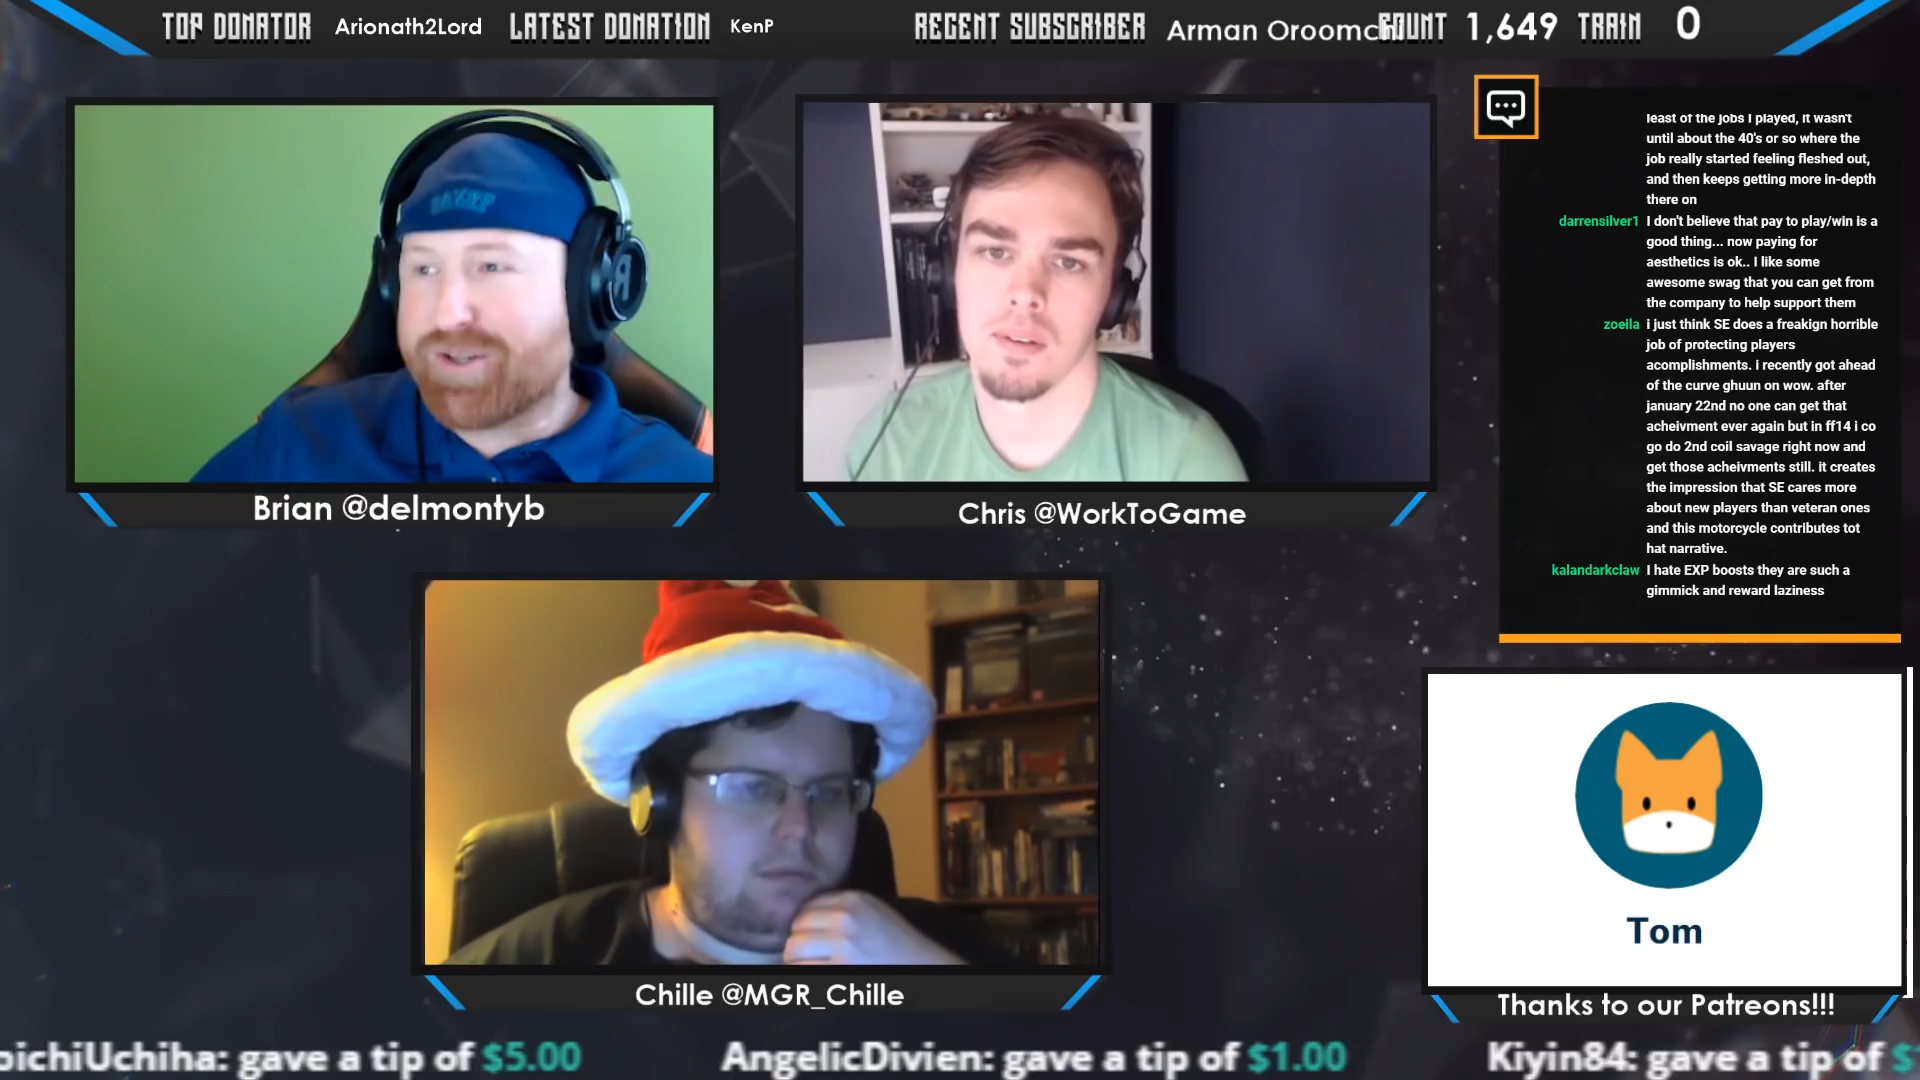 TOP DONATOR Arionath2Lord LATEST DONATION KenP RECENT SUBSCRIBER Arman Oroomchi COUNT 1,649 TRAIN 0
least of the jobs I played, it wasn't
until about the 40's or so where the
job really started feeling fleshed out,
and then keeps getting more in-depth
there on
darrensilver1 I don't believe that pay to play/win is a
good thing... now paying for
aesthetics is ok.. I like some
awesome swag that you can get from
the company to help support them
zoeila i just think SE does a freakign horrible
job of protecting players
acomplishments. i recently got ahead
of the curve ghuun on wow. after
january 22nd no one can get that
acheivment ever again but in ff14 i co
go do 2nd coil savage right now and
get those acheivments still. it creates
the impression that SE cares more
about new players than veteran ones
and this motorcycle contributes tot
hat narrative.
kalandarkclaw I hate EXP boosts they are such a
gimmick and reward laziness
Brian @delmontyb
Chris @WorkToGame
Chille @MGR_Chille
Tom
Thanks to our Patreons!!!
oichiUchiha: gave a tip of $5.00 AngelicDivien: gave a tip of $1.00 Kiyin84: gave a tip of $